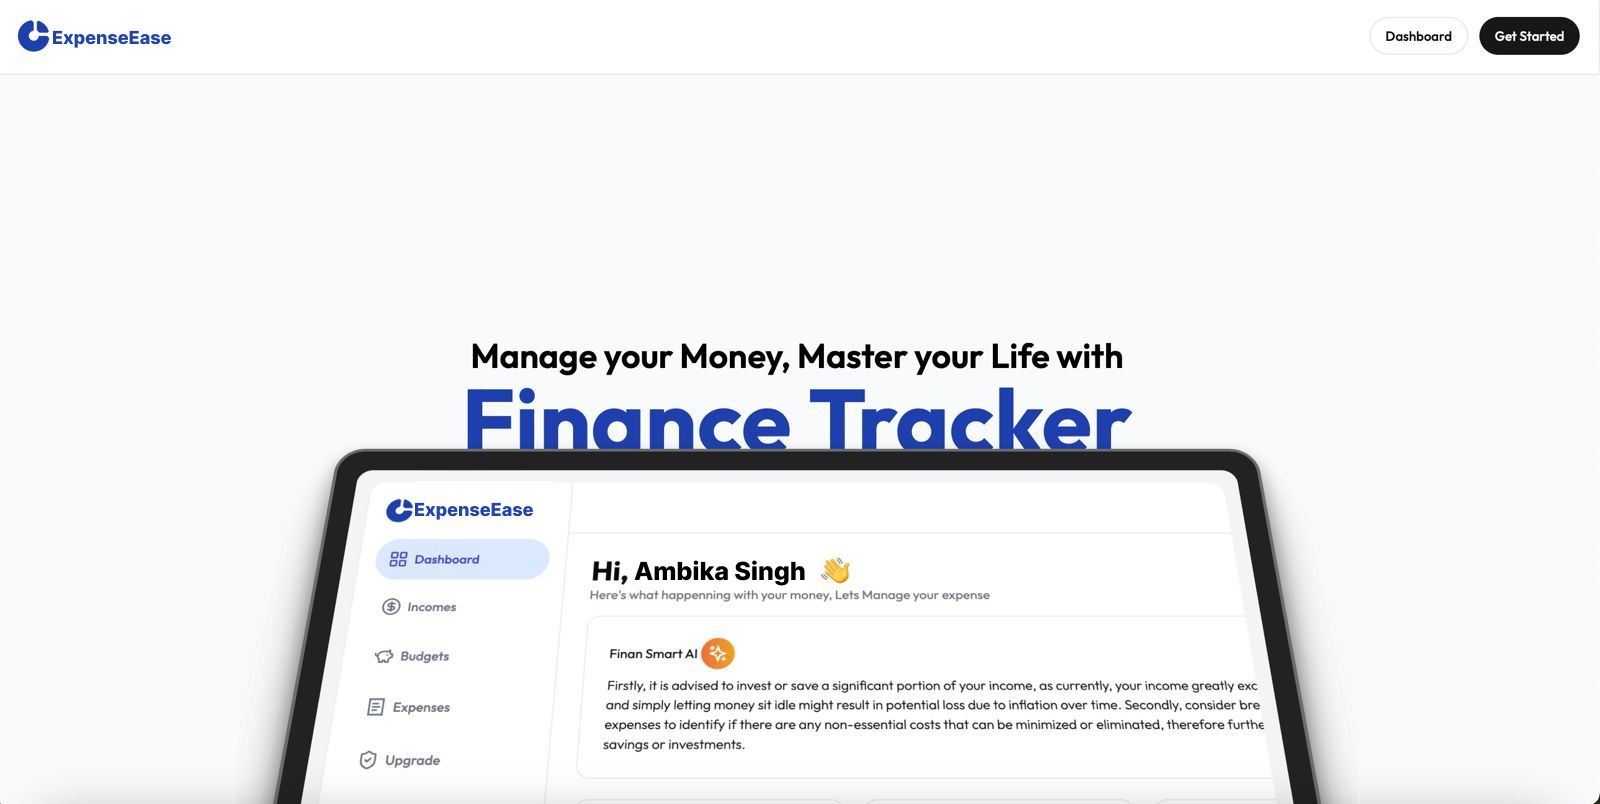 ExpenseEase
Dashboard
Get Started
Manage your Money, Master your Life with
Finance Tracker
ExpenseEase
Dashboard
Incomes
Budgets
Expenses
Upgrade
Hi, Ambika Singh 👋
Here's what happenning with your money, Lets Manage your expense
Finan Smart AI
Firstly, it is advised to invest or save a significant portion of your income, as currently, your income greatly exc
and simply letting money sit idle might result in potential loss due to inflation over time. Secondly, consider bre
expenses to identify if there are any non-essential costs that can be minimized or eliminated, therefore furthe
savings or investments.